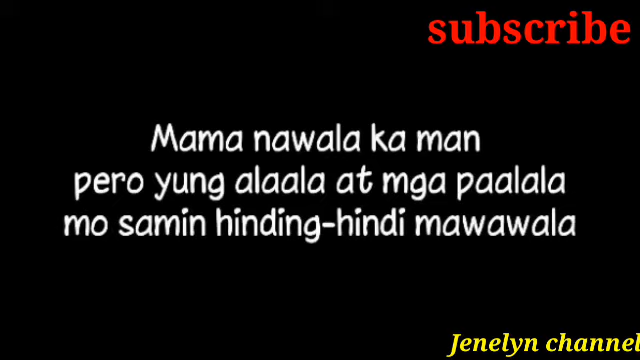 subscribe
Mama nawala ka man
pero yung alaala at mga paalala
mo samin hinding-hindi mawawala
Jenelyn channel